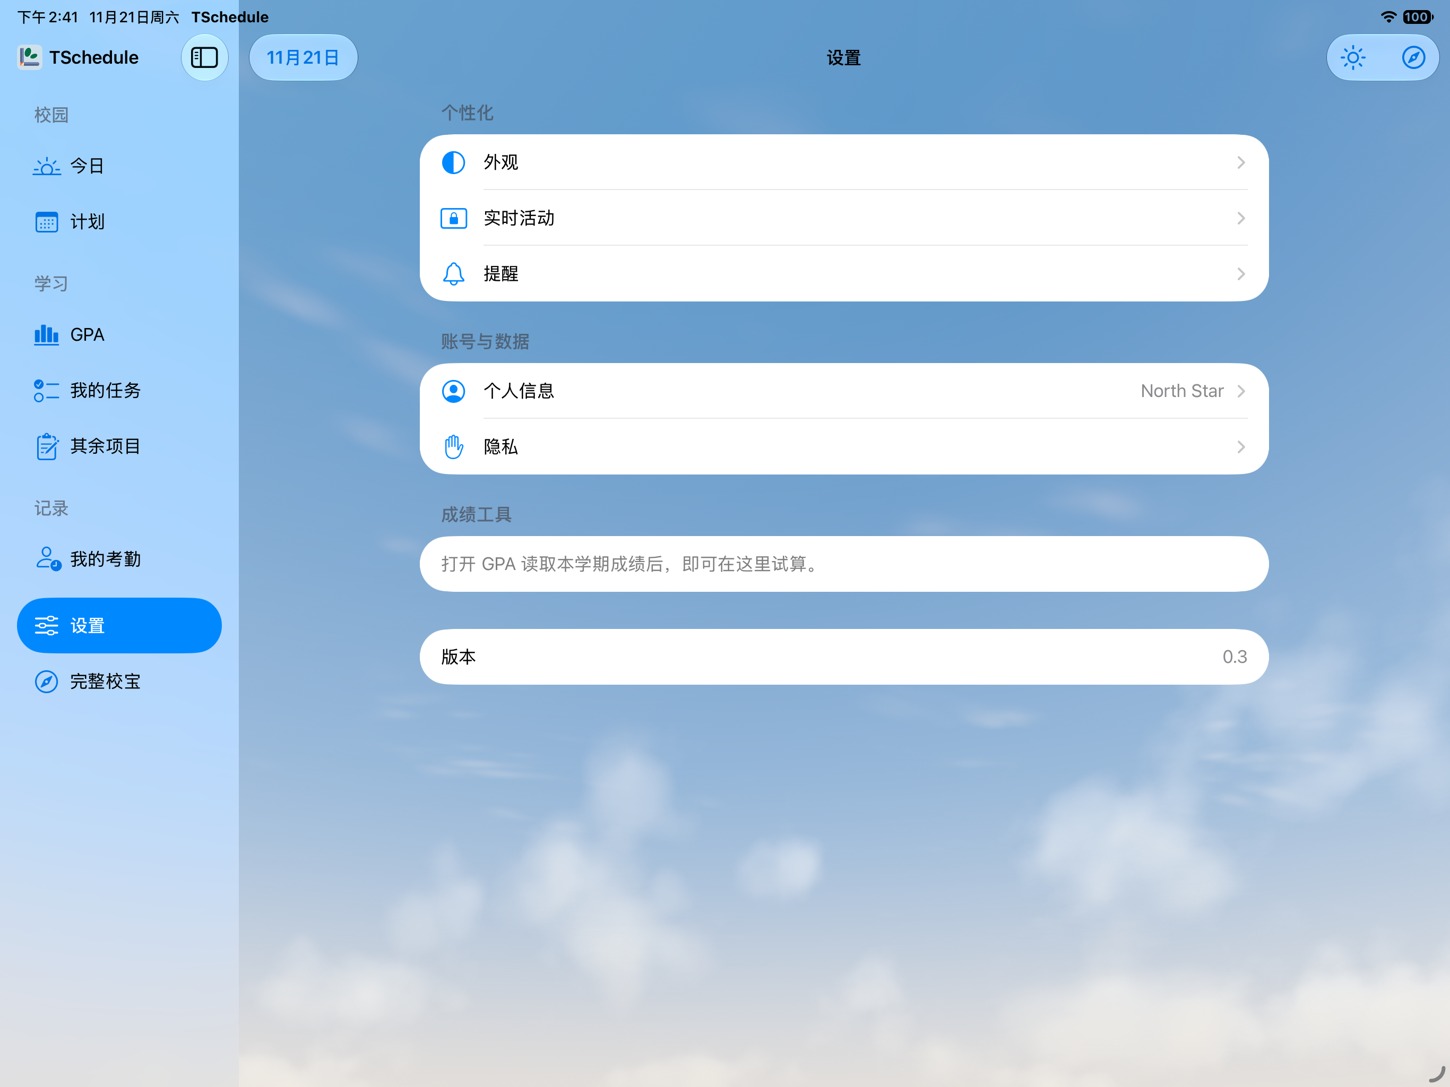 下午2:41 11月21日周六 TSchedule
100
TSchedule
11月21日
设置
校园
今日
计划
学习
GPA
我的任务
其余项目
记录
我的考勤
设置
完整校宝
个性化
外观
实时活动
提醒
账号与数据
个人信息 North Star
隐私
成绩工具
打开 GPA 读取本学期成绩后，即可在这里试算。
版本 0.3